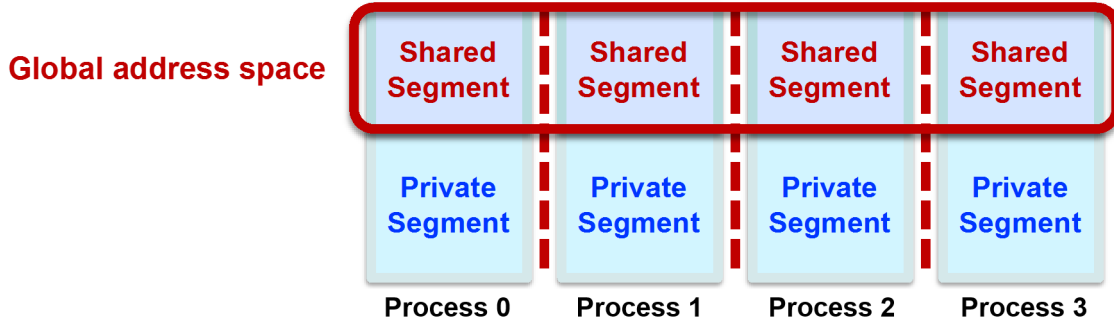 Global address space
Shared Segment
Shared Segment
Shared Segment
Shared Segment
Private Segment
Private Segment
Private Segment
Private Segment
Process 0
Process 1
Process 2
Process 3